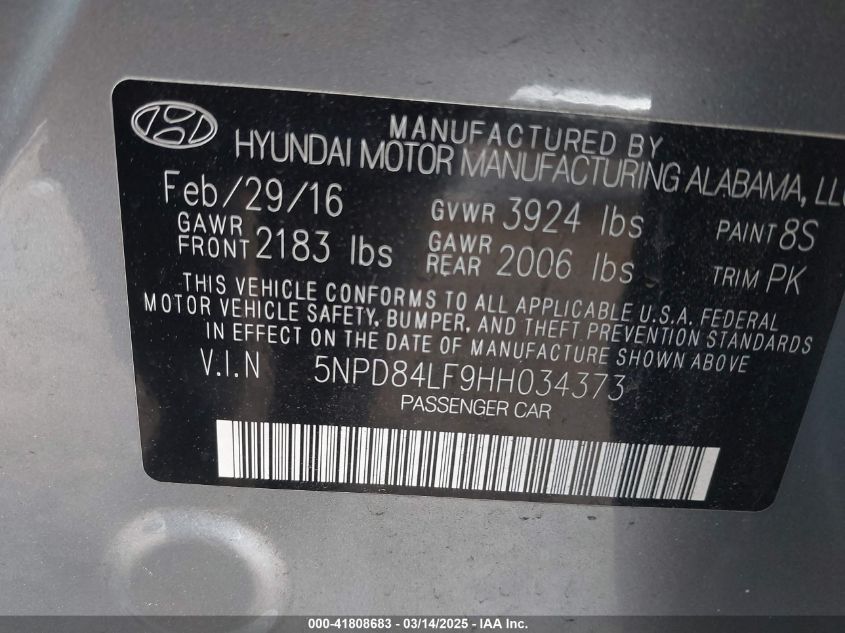 MANUFACTURED BY
HYUNDAI MOTOR MANUFACTURING ALABAMA, LLC
Feb/29/16 GVWR 3924 lbs PAINT 8S
GAWR FRONT 2183 lbs GAWR REAR 2006 lbs TRIM PK
THIS VEHICLE CONFORMS TO ALL APPLICABLE U.S.A. FEDERAL
MOTOR VEHICLE SAFETY, BUMPER, AND THEFT PREVENTION STANDARDS
IN EFFECT ON THE DATE OF MANUFACTURE SHOWN ABOVE
V.I.N 5NPD84LF9HH034373
PASSENGER CAR
000-41808683 - 03/14/2025 - IAA Inc.